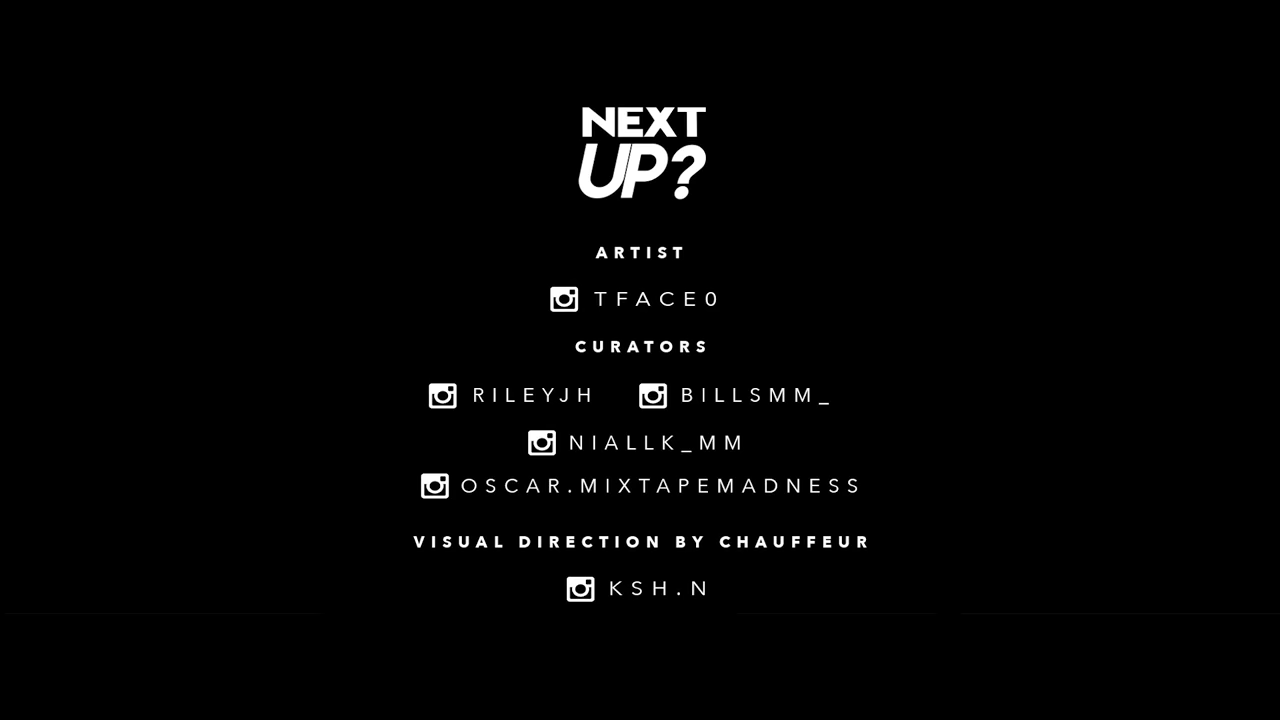 NEXT
UP?
ARTIST
TFACE0
CURATORS
RILEYJH BILLSMM_
NIALLK_MM
OSCAR.MIXTAPEMADNESS
VISUAL DIRECTION BY CHAUFFEUR
KSH.N